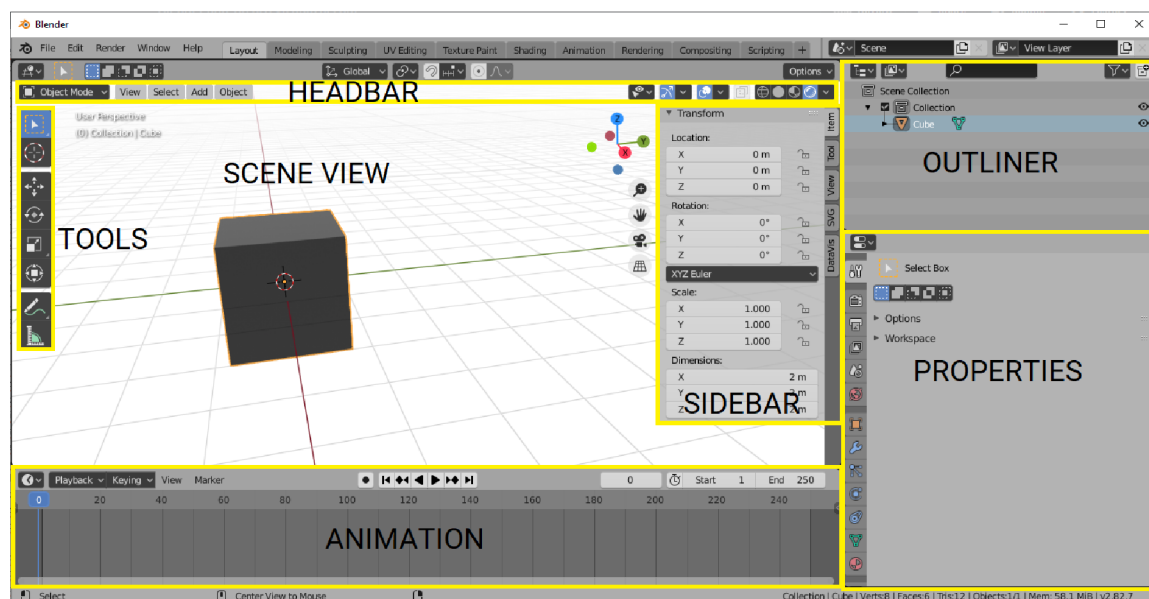 Blender
File Edit Render Window Help Layout Modeling Sculpting UV Editing Texture Paint Shading Animation Rendering Compositing Scripting + Scene View Layer
Global Options
Object Mode View Select Add Object HEADBAR
User Perspective
(0) Collection | Cube
SCENE VIEW
TOOLS
Z
Y
X
Transform
Location:
X 0 m
Y 0 m
Z 0 m
Rotation:
X 0°
Y 0°
Z 0°
XYZ Euler
Scale:
X 1.000
Y 1.000
Z 1.000
Dimensions:
X 2 m
Y 2 m
Z 2 m
SIDEBAR
Item
Tool
View
SVG
DataVis
Scene Collection
Collection
Cube
OUTLINER
Select Box
Options
Workspace
PROPERTIES
Playback Keying View Marker 0 Start 1 End 250
0 20 40 60 80 100 120 140 160 180 200 220 240
ANIMATION
Select Center View to Mouse Collection | Cube | Verts:8 | Faces:6 | Tris:12 | Objects:1/1 | Mem: 58.1 MiB | v2.82.7